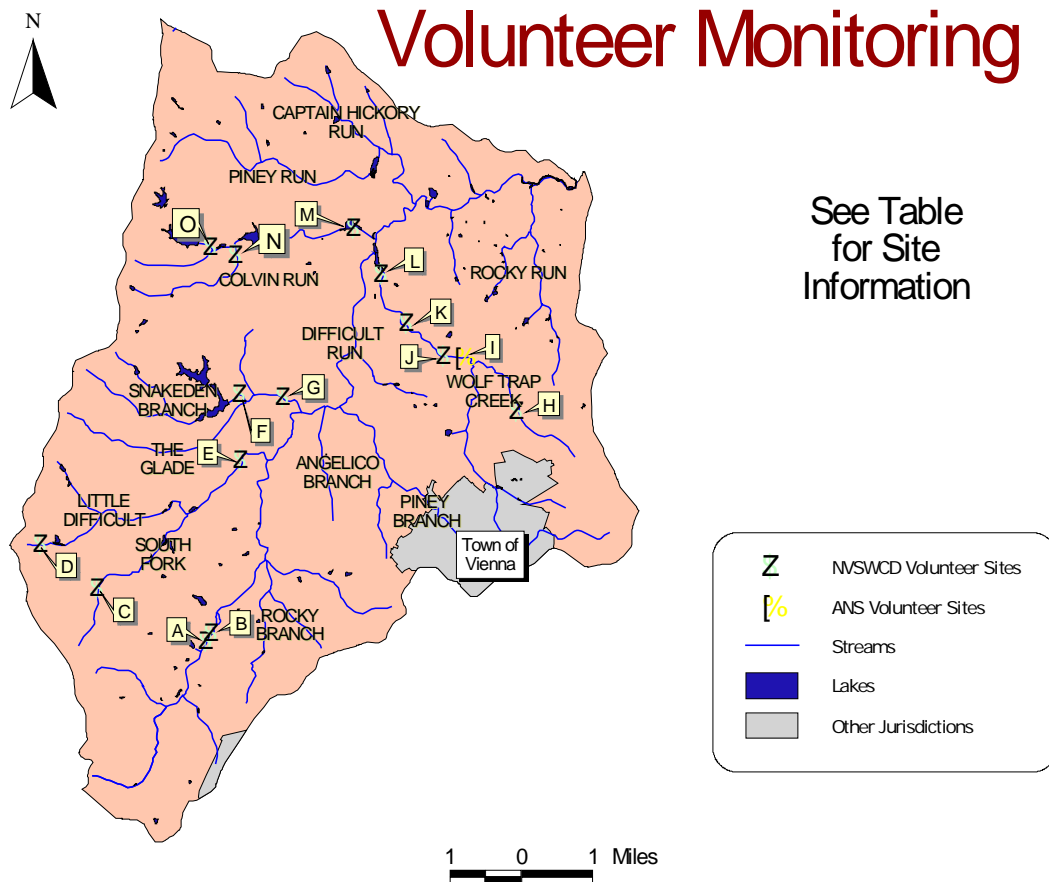 Volunteer Monitoring
N
CAPTAIN HICKORY
RUN
PINEY RUN
See Table
for Site
Information
O
M
N
L
COLVIN RUN
ROCKY RUN
K
DIFFICULT
RUN
J
I
WOLF TRAP
CREEK
H
SNAKEDEN
BRANCH
G
F
E
THE
GLADE
ANGELICO
BRANCH
LITTLE
DIFFICULT
PINEY
BRANCH
SOUTH
FORK
Town of
Vienna
D
C
A
B
ROCKY
BRANCH
Z NVSWCD Volunteer Sites
[% ANS Volunteer Sites
Streams
Lakes
Other Jurisdictions
1 0 1 Miles